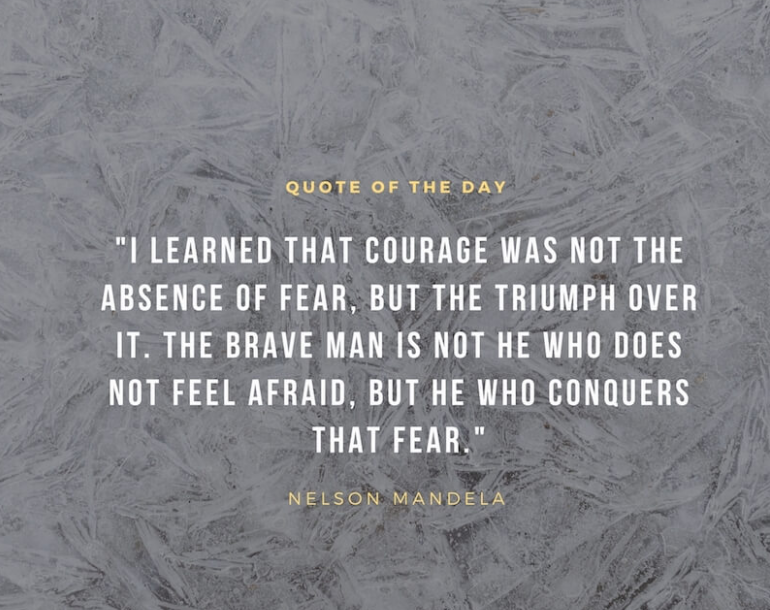 QUOTE OF THE DAY
"I LEARNED THAT COURAGE WAS NOT THE
ABSENCE OF FEAR, BUT THE TRIUMPH OVER
IT. THE BRAVE MAN IS NOT HE WHO DOES
NOT FEEL AFRAID, BUT HE WHO CONQUERS
THAT FEAR."
NELSON MANDELA